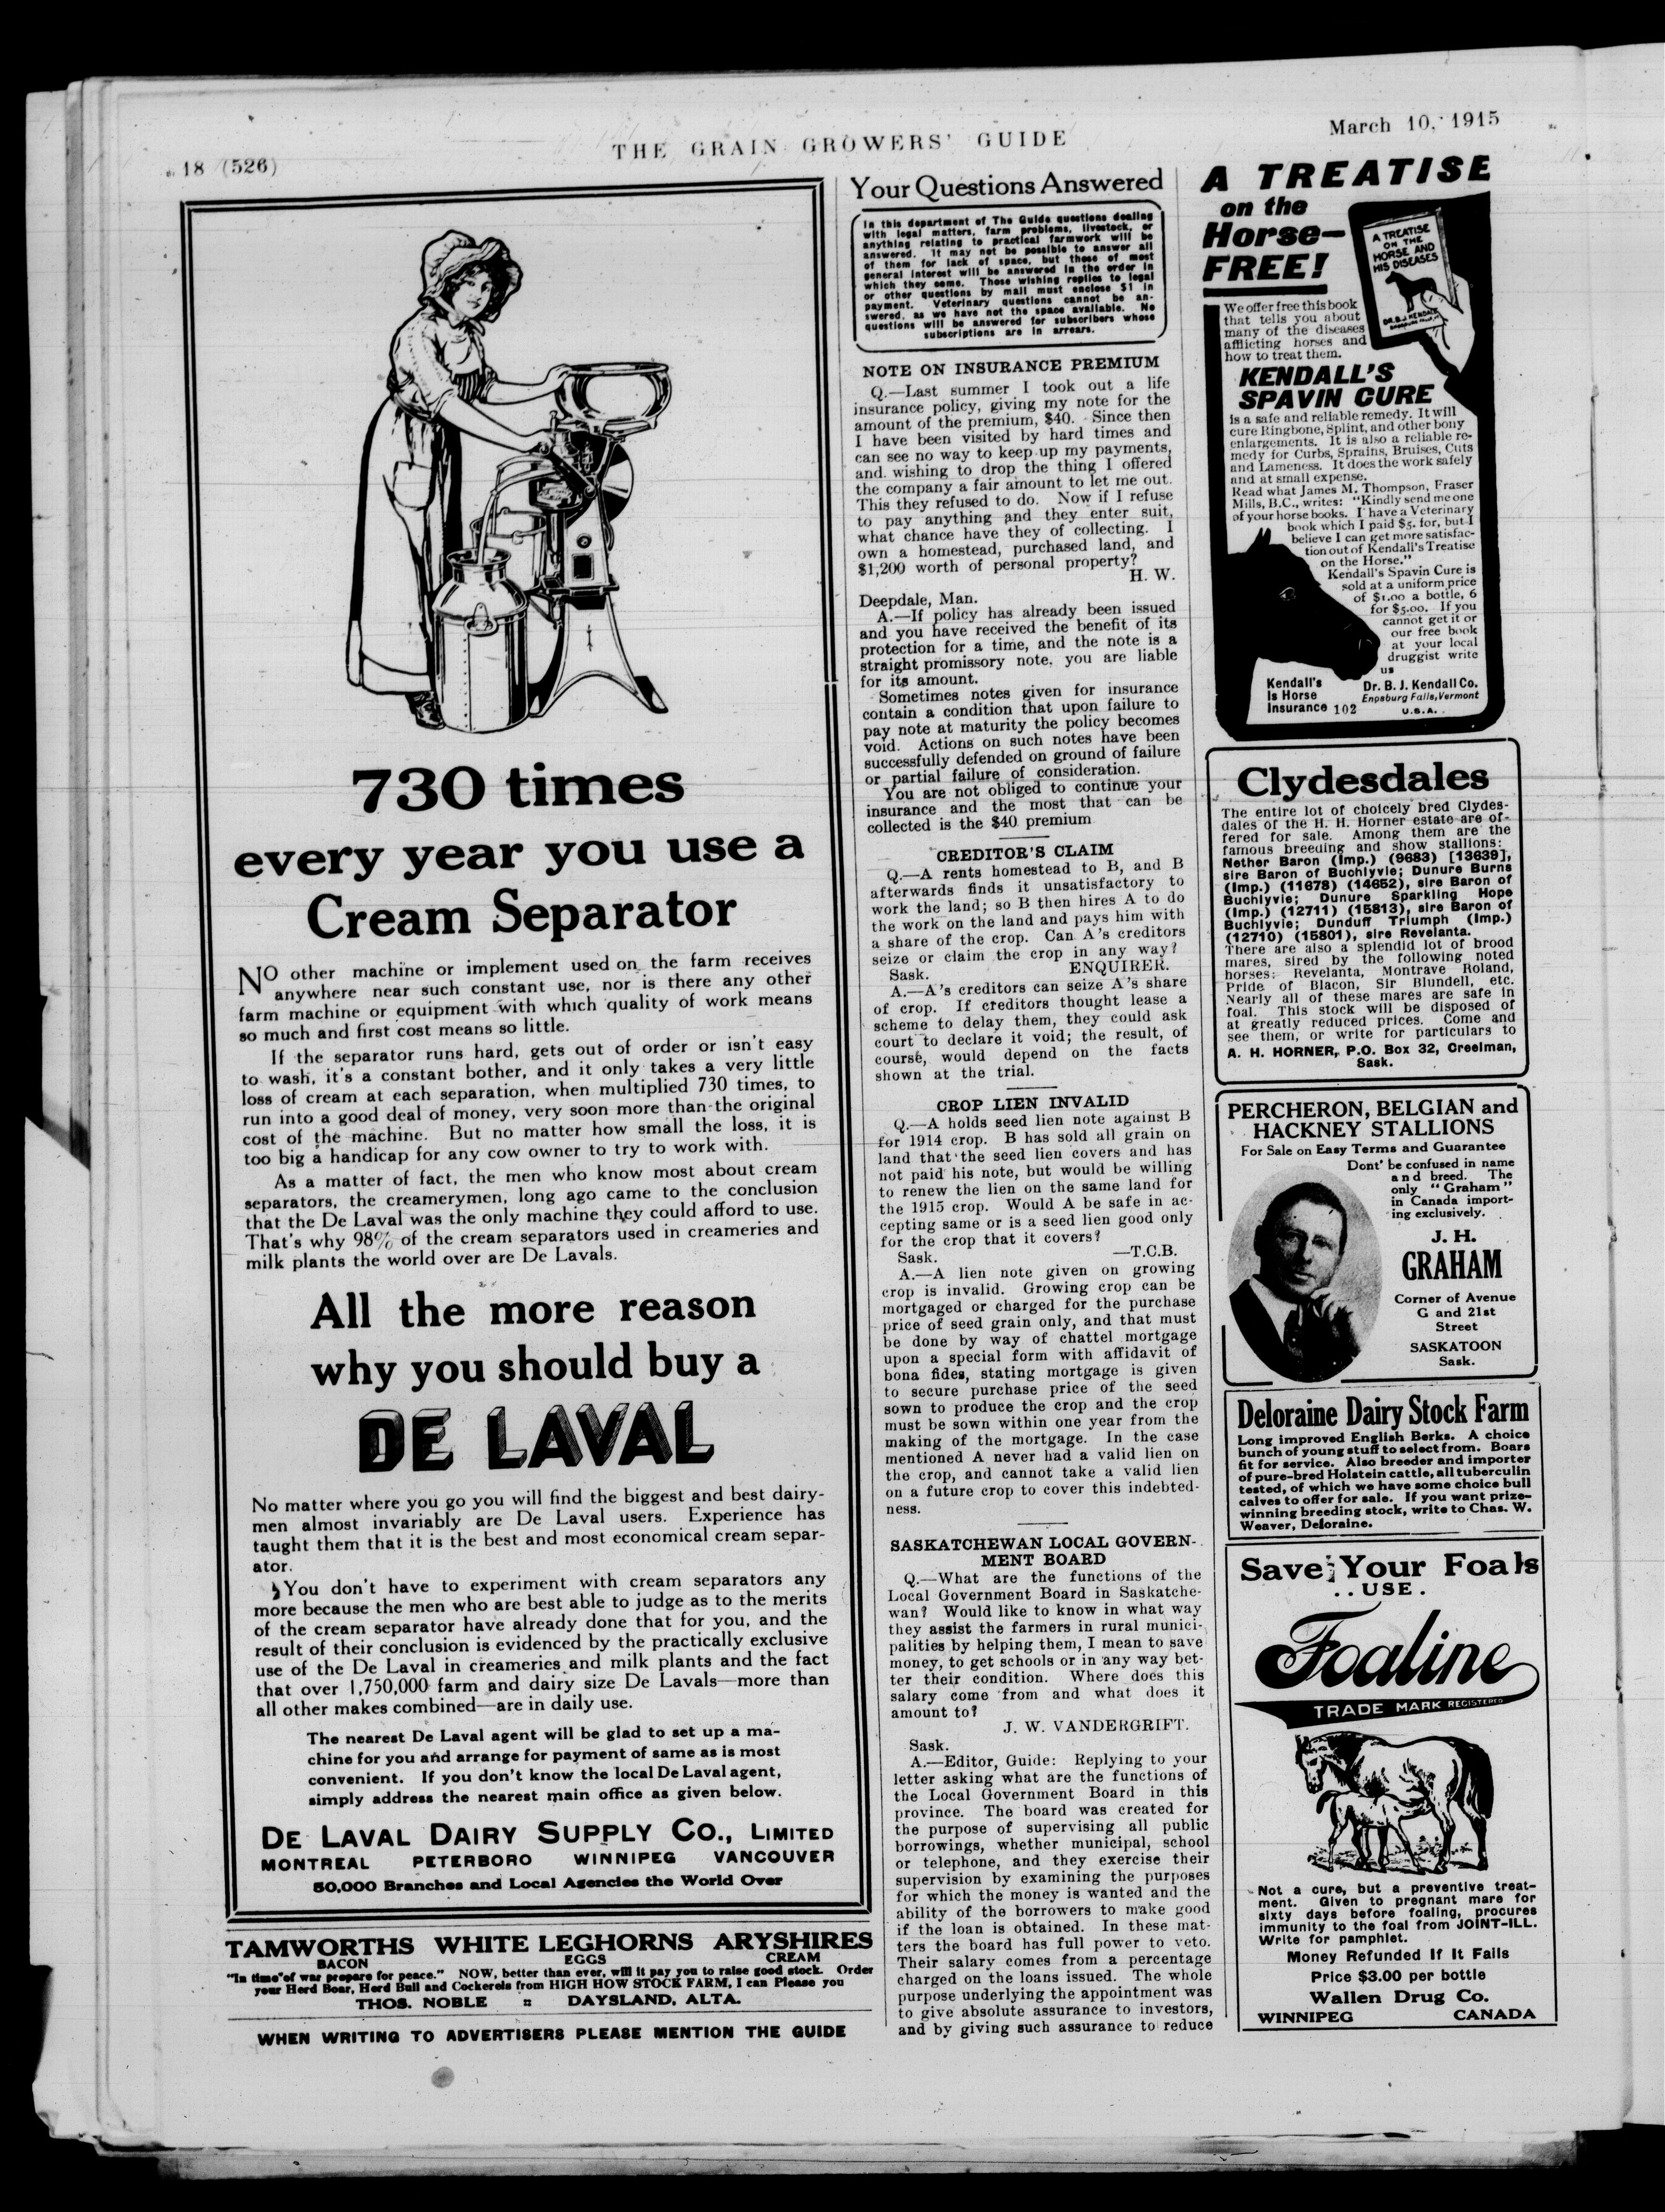 18 (526)
THE GRAIN GROWERS' GUIDE
March 10, 1915
730 times
every year you use a
Cream Separator
NO other machine or implement used on the farm receives
anywhere near such constant use, nor is there any other
farm machine or equipment with which quality of work means
so much and first cost means so little.
If the separator runs hard, gets out of order or isn't easy
to wash, it's a constant bother, and it only takes a very little
loss of cream at each separation, when multiplied 730 times, to
run into a good deal of money, very soon more than the original
cost of the machine. But no matter how small the loss, it is
too big a handicap for any cow owner to try to work with.
As a matter of fact, the men who know most about cream
separators, the creamerymen, long ago came to the conclusion
that the De Laval was the only machine they could afford to use.
That's why 98% of the cream separators used in creameries and
milk plants the world over are De Lavals.
All the more reason
why you should buy a
DE LAVAL
No matter where you go you will find the biggest and best dairy-
men almost invariably are De Laval users. Experience has
taught them that it is the best and most economical cream separ-
ator.
You don't have to experiment with cream separators any
more because the men who are best able to judge as to the merits
of the cream separator have already done that for you, and the
result of their conclusion is evidenced by the practically exclusive
use of the De Laval in creameries and milk plants and the fact
that over 1,750,000 farm and dairy size De Lavals—more than
all other makes combined—are in daily use.
The nearest De Laval agent will be glad to set up a ma-
chine for you and arrange for payment of same as is most
convenient. If you don't know the local De Laval agent,
simply address the nearest main office as given below.
DE LAVAL DAIRY SUPPLY CO., LIMITED
MONTREAL PETERBORO WINNIPEG VANCOUVER
50,000 Branches and Local Agencies the World Over
TAMWORTHS WHITE LEGHORNS ARYSHIRES
BACON EGGS CREAM
"In time of war prepare for peace." NOW, better than ever, will it pay you to raise good stock. Order
your Herd Boar, Herd Bull and Cockerels from HIGH HOW STOCK FARM, I can Please you
THOS. NOBLE :: DAYSLAND, ALTA.
WHEN WRITING TO ADVERTISERS PLEASE MENTION THE GUIDE
Your Questions Answered
In this department of The Guide questions dealing
with legal matters, farm problems, livestock, or
anything relating to practical farmwork will be
answered. It may not be possible to answer all
of them for lack of space, but those of most
general interest will be answered in the order in
which they come. Those wishing replies to legal
or other questions by mail must enclose $1 in
payment. Veterinary questions cannot be an-
swered, as we have not the space available. No
questions will be answered for subscribers whose
subscriptions are in arrears.
NOTE ON INSURANCE PREMIUM
Q.—Last summer I took out a life
insurance policy, giving my note for the
amount of the premium, $40. Since then
I have been visited by hard times and
can see no way to keep up my payments,
and wishing to drop the thing I offered
the company a fair amount to let me out.
This they refused to do. Now if I refuse
to pay anything and they enter suit,
what chance have they of collecting. I
own a homestead, purchased land, and
$1,200 worth of personal property?
H. W.
Deepdale, Man.
A.—If policy has already been issued
and you have received the benefit of its
protection for a time, and the note is a
straight promissory note, you are liable
for its amount.
Sometimes notes given for insurance
contain a condition that upon failure to
pay note at maturity the policy becomes
void. Actions on such notes have been
successfully defended on ground of failure
or partial failure of consideration.
You are not obliged to continue your
insurance and the most that can be
collected is the $40 premium
CREDITOR'S CLAIM
Q.—A rents homestead to B, and B
afterwards finds it unsatisfactory to
work the land; so B then hires A to do
the work on the land and pays him with
a share of the crop. Can A's creditors
seize or claim the crop in any way?
Sask. ENQUIRER.
A.—A's creditors can seize A's share
of crop. If creditors thought lease a
scheme to delay them, they could ask
court to declare it void; the result, of
course, would depend on the facts
shown at the trial.
CROP LIEN INVALID
Q.—A holds seed lien note against B
for 1914 crop. B has sold all grain on
land that the seed lien covers and has
not paid his note, but would be willing
to renew the lien on the same land for
the 1915 crop. Would A be safe in ac-
cepting same or is a seed lien good only
for the crop that it covers?
Sask. —T.C.B.
A.—A lien note given on growing
crop is invalid. Growing crop can be
mortgaged or charged for the purchase
price of seed grain only, and that must
be done by way of chattel mortgage
upon a special form with affidavit of
bona fides, stating mortgage is given
to secure purchase price of the seed
sown to produce the crop and the crop
must be sown within one year from the
making of the mortgage. In the case
mentioned A never had a valid lien on
the crop, and cannot take a valid lien
on a future crop to cover this indebted-
ness.
SASKATCHEWAN LOCAL GOVERN-
MENT BOARD
Q.—What are the functions of the
Local Government Board in Saskatche-
wan? Would like to know in what way
they assist the farmers in rural munici-
palities by helping them, I mean to save
money, to get schools or in any way bet-
ter their condition. Where does this
salary come from and what does it
amount to?
J. W. VANDERGRIFT.
Sask.
A.—Editor, Guide: Replying to your
letter asking what are the functions of
the Local Government Board in this
province. The board was created for
the purpose of supervising all public
borrowings, whether municipal, school
or telephone, and they exercise their
supervision by examining the purposes
for which the money is wanted and the
ability of the borrowers to make good
if the loan is obtained. In these mat-
ters the board has full power to veto.
Their salary comes from a percentage
charged on the loans issued. The whole
purpose underlying the appointment was
to give absolute assurance to investors,
and by giving such assurance to reduce
A TREATISE
on the
Horse—
FREE!
A TREATISE
ON THE
HORSE AND
HIS DISEASES
DR. B. J. KENDALL
We offer free this book
that tells you about
many of the diseases
afflicting horses and
how to treat them.
KENDALL'S
SPAVIN CURE
is a safe and reliable remedy. It will
cure Ringbone, Splint, and other bony
enlargements. It is also a reliable re-
medy for Curbs, Sprains, Bruises, Cuts
and Lameness. It does the work safely
and at small expense.
Read what James M. Thompson, Fraser
Mills, B.C., writes: "Kindly send me one
of your horse books. I have a Veterinary
book which I paid $5. for, but I
believe I can get more satisfac-
tion out of Kendall's Treatise
on the Horse."
Kendall's Spavin Cure is
sold at a uniform price
of $1.00 a bottle, 6
for $5.00. If you
cannot get it or
our free book
at your local
druggist write
us
Kendall's
Is Horse
Insurance 102
Dr. B. J. Kendall Co.
Enosburg Falls, Vermont
U.S.A.
Clydesdales
The entire lot of choicely bred Clydes-
dales of the H. H. Horner estate are of-
fered for sale. Among them are the
famous breeding and show stallions:
Nether Baron (Imp.) (9683) [13639],
sire Baron of Buchlyvie; Dunure Burns
(Imp.) (11678) (14652), sire Baron of
Buchlyvie; Dunure Sparkling Hope
(Imp.) (12711) (15813), sire Baron of
Buchlyvie; Dunduff Triumph (Imp.)
(12710) (15801), sire Revelanta.
There are also a splendid lot of brood
mares, sired by the following noted
horses: Revelanta, Montrave Roland,
Pride of Blacon, Sir Blundell, etc.
Nearly all of these mares are safe in
foal. This stock will be disposed of
at greatly reduced prices. Come and
see them, or write for particulars to
A. H. HORNER, P.O. Box 32, Creelman,
Sask.
PERCHERON, BELGIAN and
HACKNEY STALLIONS
For Sale on Easy Terms and Guarantee
Dont' be confused in name
and breed. The
only "Graham"
in Canada import-
ing exclusively.
J. H.
GRAHAM
Corner of Avenue
G and 21st
Street
SASKATOON
Sask.
Deloraine Dairy Stock Farm
Long improved English Berks. A choice
bunch of young stuff to select from. Boars
fit for service. Also breeder and importer
of pure-bred Holstein cattle, all tuberculin
tested, of which we have some choice bull
calves to offer for sale. If you want prize-
winning breeding stock, write to Chas. W.
Weaver, Deloraine.
Save Your Foals
..USE.
Foaline
TRADE MARK REGISTERED
Not a cure, but a preventive treat-
ment. Given to pregnant mare for
sixty days before foaling, procures
immunity to the foal from JOINT-ILL.
Write for pamphlet.
Money Refunded If It Fails
Price $3.00 per bottle
Wallen Drug Co.
WINNIPEG CANADA